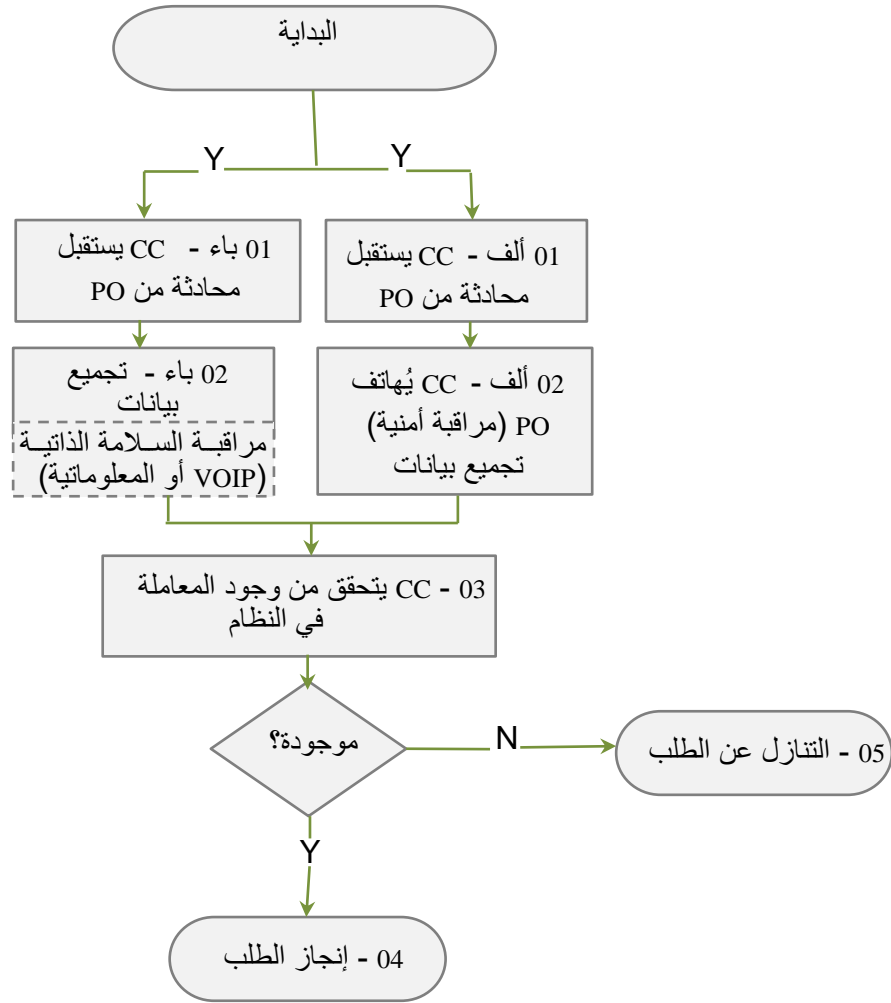 البداية
Y
Y
01 ألف - CC يستقبل
محادثة من PO
01 باء - CC يستقبل
محادثة من PO
02 ألف - CC يُهاتف
PO (مراقبة أمنية)
تجميع بيانات
02 باء - تجميع
بيانات
مراقبة السلامة الذاتية
(VOIP أو المعلوماتية)
03 - CC يتحقق من وجود المعاملة
في النظام
موجودة؟
N
05 - التنازل عن الطلب
Y
04 - إنجاز الطلب